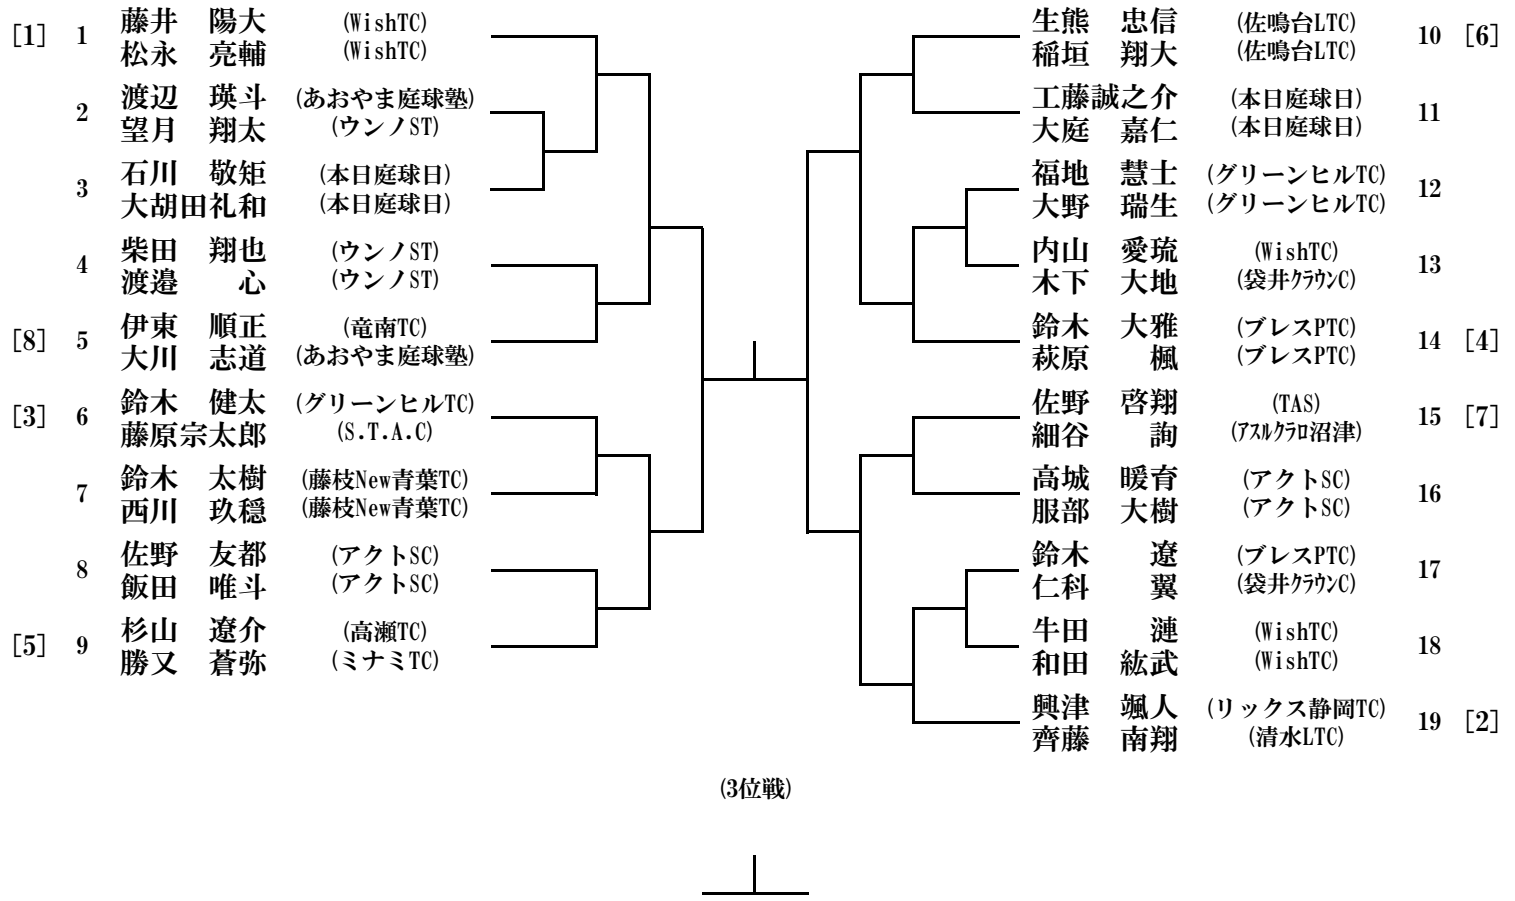 [1] 1 藤井 陽大 (WishTC)
松永 亮輔 (WishTC)
2 渡辺 瑛斗 (あおやま庭球塾)
望月 翔太 (ウンノST)
3 石川 敬矩 (本日庭球日)
大胡田礼和 (本日庭球日)
4 柴田 翔也 (ウンノST)
渡邉 心 (ウンノST)
[8] 5 伊東 順正 (竜南TC)
大川 志道 (あおやま庭球塾)
[3] 6 鈴木 健太 (グリーンヒルTC)
藤原宗太郎 (S.T.A.C)
7 鈴木 太樹 (藤枝New青葉TC)
西川 玖穏 (藤枝New青葉TC)
8 佐野 友都 (アクトSC)
飯田 唯斗 (アクトSC)
[5] 9 杉山 遼介 (高瀬TC)
勝又 蒼弥 (ミナミTC)
生熊 忠信 (佐鳴台LTC) 10 [6]
稲垣 翔大 (佐鳴台LTC)
工藤誠之介 (本日庭球日) 11
大庭 嘉仁 (本日庭球日)
福地 慧士 (グリーンヒルTC) 12
大野 瑞生 (グリーンヒルTC)
内山 愛琉 (WishTC) 13
木下 大地 (袋井ｸﾗｳﾝC)
鈴木 大雅 (ブレスPTC) 14 [4]
萩原 楓 (ブレスPTC)
佐野 啓翔 (TAS) 15 [7]
細谷 詢 (ｱｽﾙｸﾗﾛ沼津)
高城 暖育 (アクトSC) 16
服部 大樹 (アクトSC)
鈴木 遼 (ブレスPTC) 17
仁科 翼 (袋井ｸﾗｳﾝC)
牛田 漣 (WishTC) 18
和田 紘武 (WishTC)
興津 颯人 (リックス静岡TC) 19 [2]
齊藤 南翔 (清水LTC)
(3位戦)